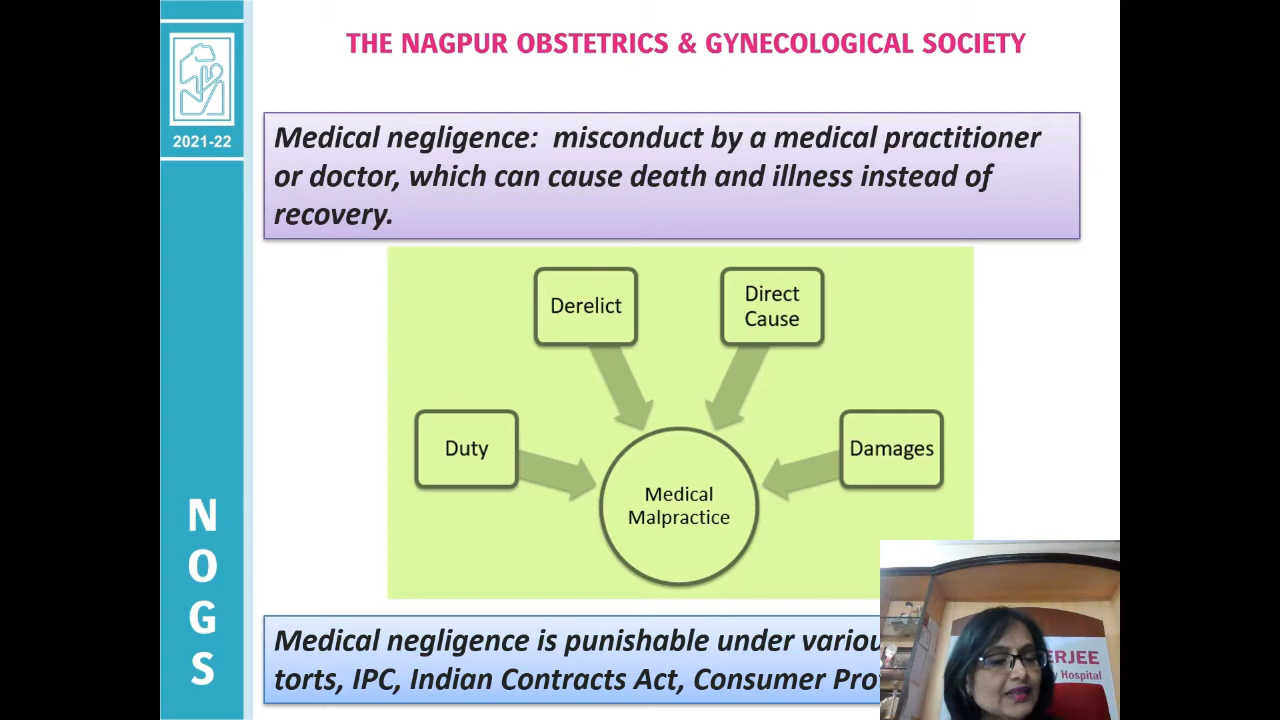 THE NAGPUR OBSTETRICS & GYNECOLOGICAL SOCIETY
2021-22
Medical negligence: misconduct by a medical practitioner
or doctor, which can cause death and illness instead of
recovery.
Derelict
Direct
Cause
Duty
Damages
Medical
Malpractice
N
O
G
S
Medical negligence is punishable under
torts, IPC, Indian Contracts Act, Consumer
ERJEE
Hospital